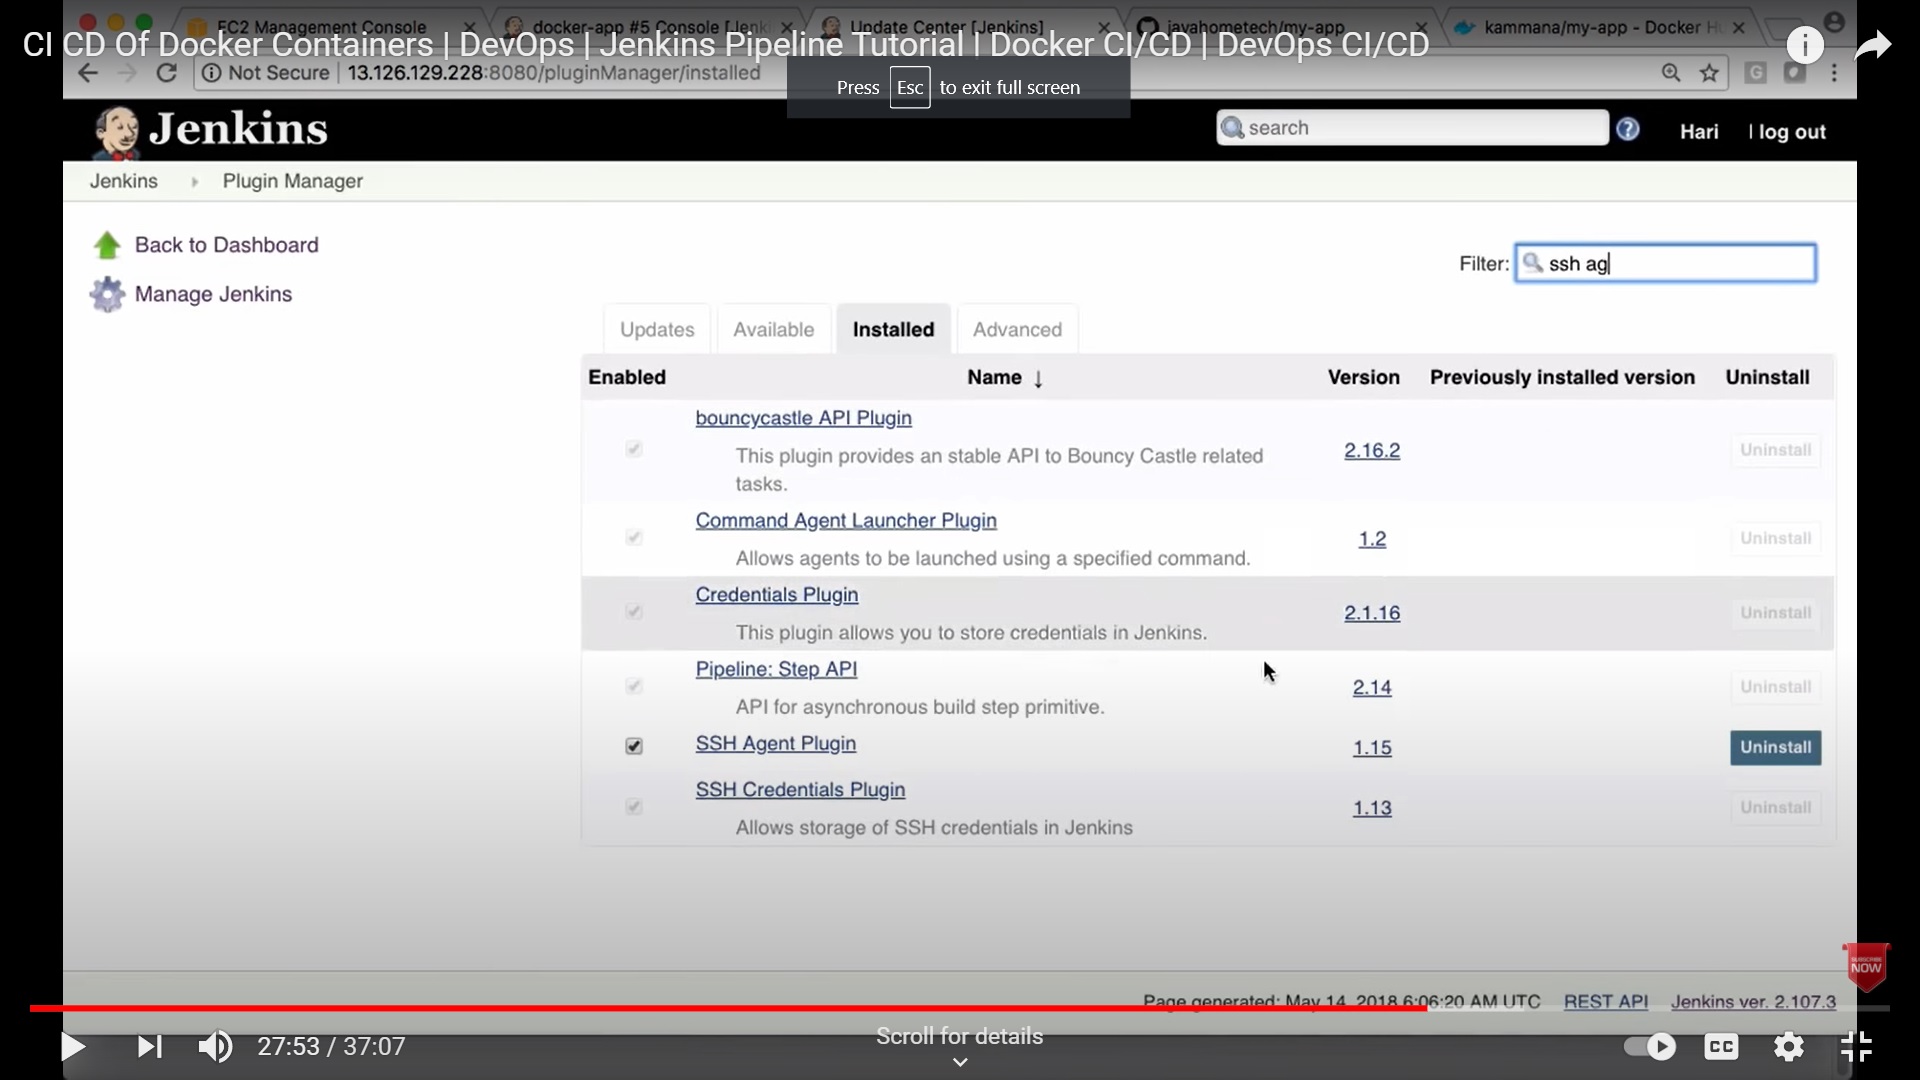 EC2 Management Console
docker-app #5 Console [Jenki
Update Center [Jenkins]
javahometech/my-app
kammana/my-app - Docker Hu
CI CD Of Docker Containers | DevOps | Jenkins Pipeline Tutorial | Docker CI/CD | DevOps CI/CD
Not Secure | 13.126.129.228:8080/pluginManager/installed
G
Press Esc to exit full screen
Jenkins
search
?
Hari
| log out
Jenkins
Plugin Manager
Back to Dashboard
Filter: ssh ag
Manage Jenkins
Updates
Available
Installed
Advanced
Enabled Name ↓ Version Previously installed version Uninstall
bouncycastle API Plugin
This plugin provides an stable API to Bouncy Castle related
tasks.
2.16.2
Uninstall
Command Agent Launcher Plugin
Allows agents to be launched using a specified command.
1.2
Uninstall
Credentials Plugin
This plugin allows you to store credentials in Jenkins.
2.1.16
Uninstall
Pipeline: Step API
API for asynchronous build step primitive.
2.14
Uninstall
SSH Agent Plugin
1.15
Uninstall
SSH Credentials Plugin
Allows storage of SSH credentials in Jenkins
1.13
Uninstall
SUBSCRIBE
NOW
Page generated: May 14, 2018 6:06:20 AM UTC REST API Jenkins ver. 2.107.3
27:53 / 37:07
Scroll for details
CC